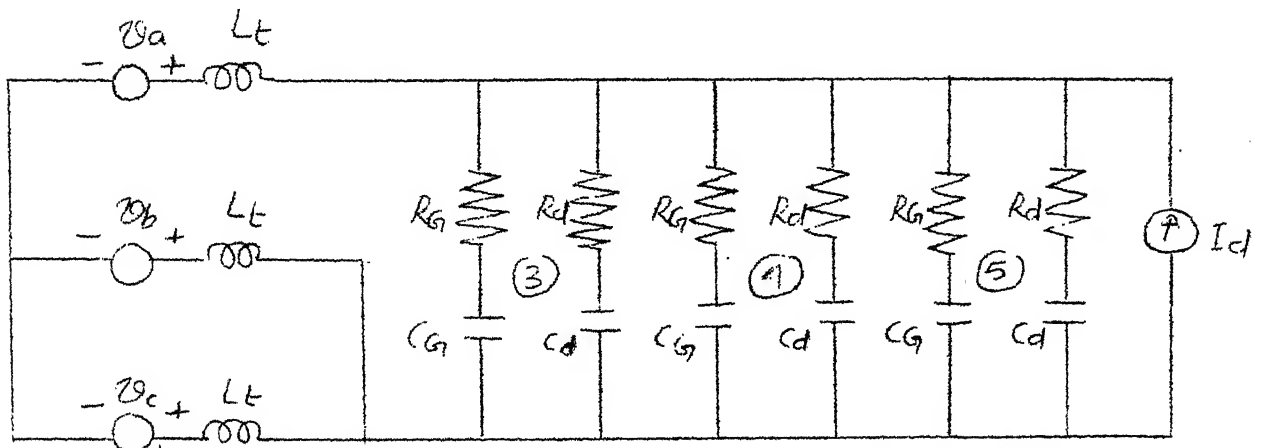 va Lt
- +
RG Rd RG Rd RG Rd
vb Lt
- +
3 4 5
↑ Id
CG Cd CG Cd CG Cd
vc Lt
- +